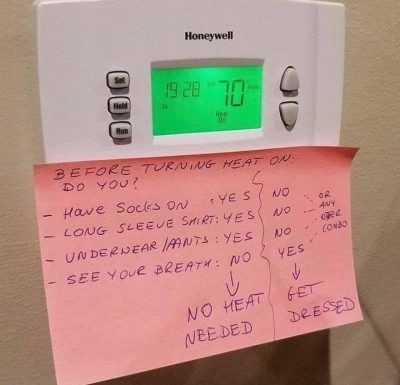 Honeywell
Set
Hold
Run
19:28 70
Heat
On
BEFORE TURNING HEAT ON:
DO YOU?
- HAVE SOCKS ON : YES NO OR
- LONG SLEEVE SHIRT: YES NO ANY
- UNDERWEAR/PANTS: YES NO OTHER COMBO
- SEE YOUR BREATH: NO YES
NO HEAT GET
NEEDED DRESSED